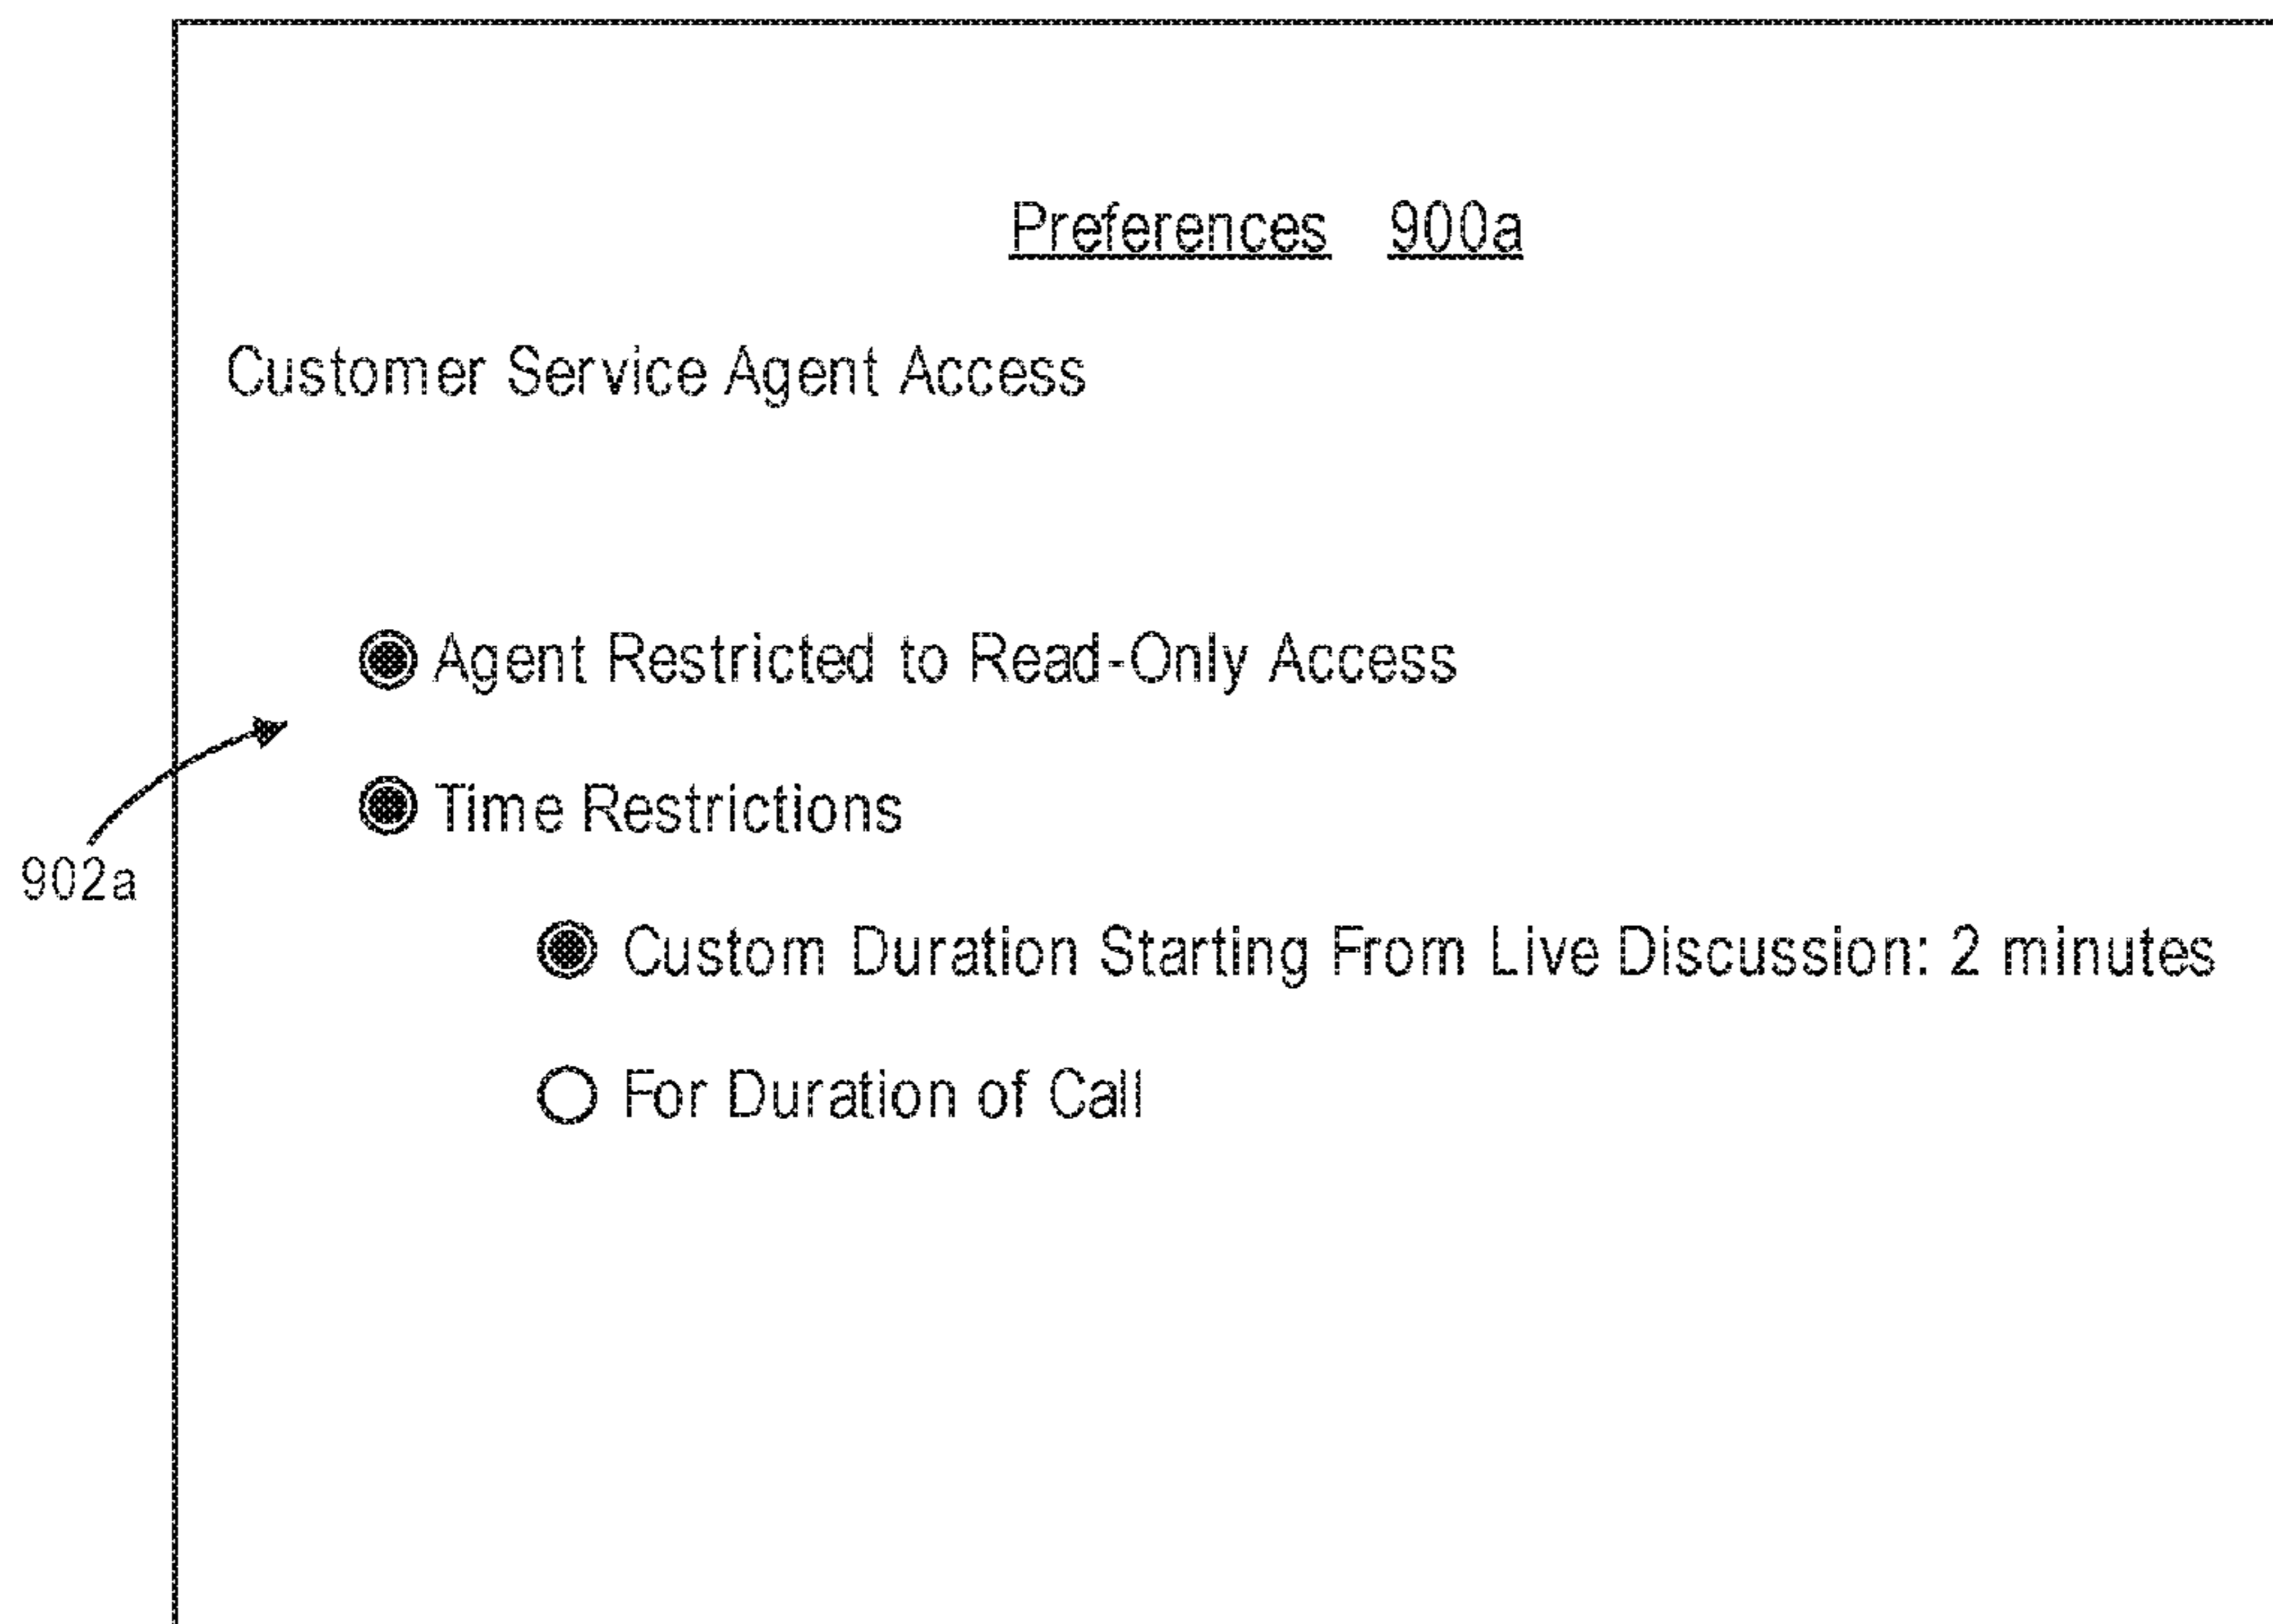 Preferences 900a
Customer Service Agent Access
Agent Restricted to Read-Only Access
Time Restrictions
902a
Custom Duration Starting From Live Discussion: 2 minutes
For Duration of Call